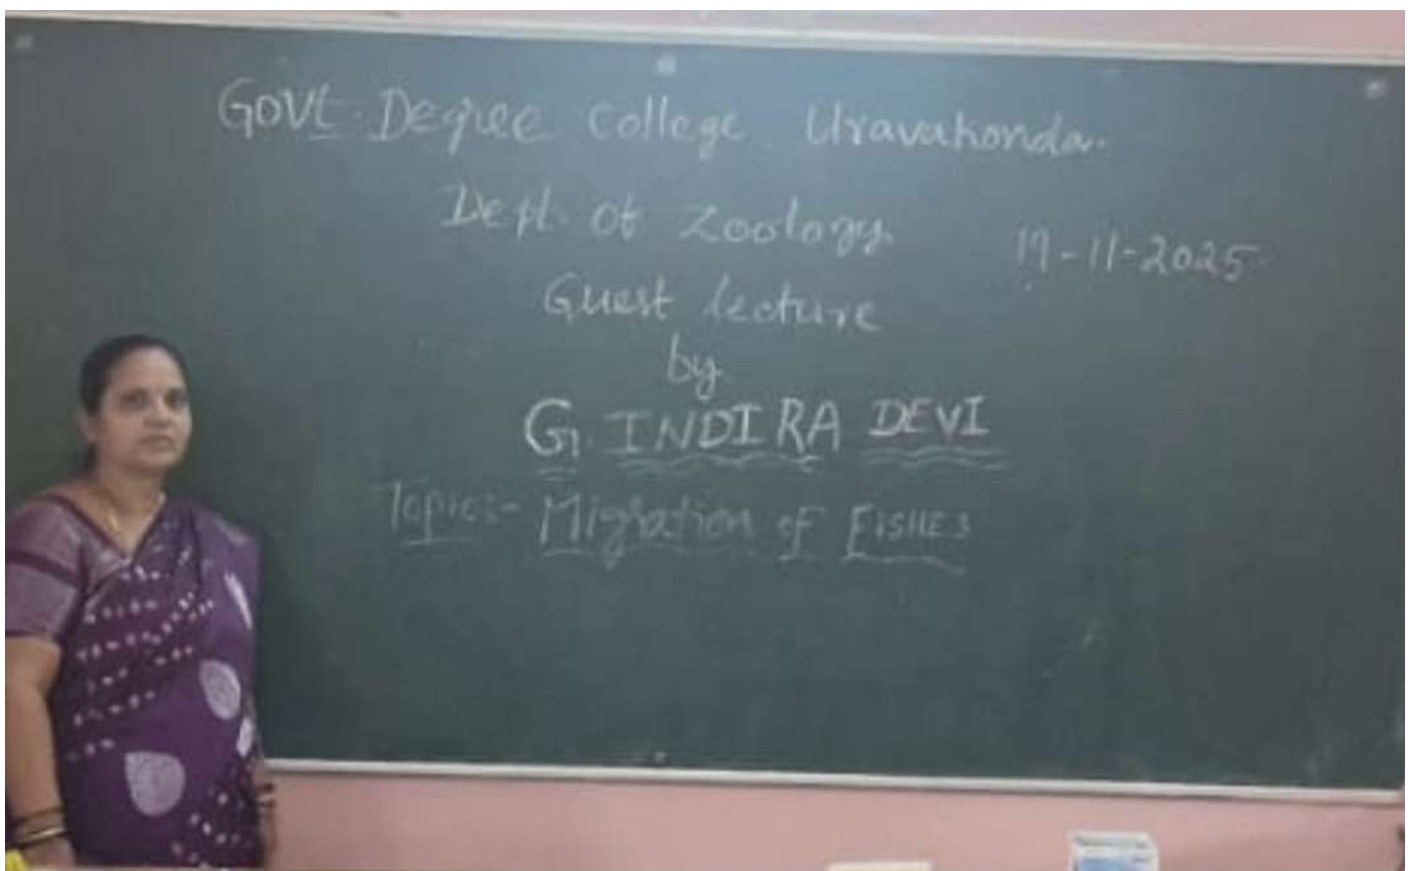 GOVt. Degree College, Uravakonda.
Dept. of Zoology.
19-11-2025
Guest lecture
by
G. INDIRA DEVI
Topic:- Migration of FISHES